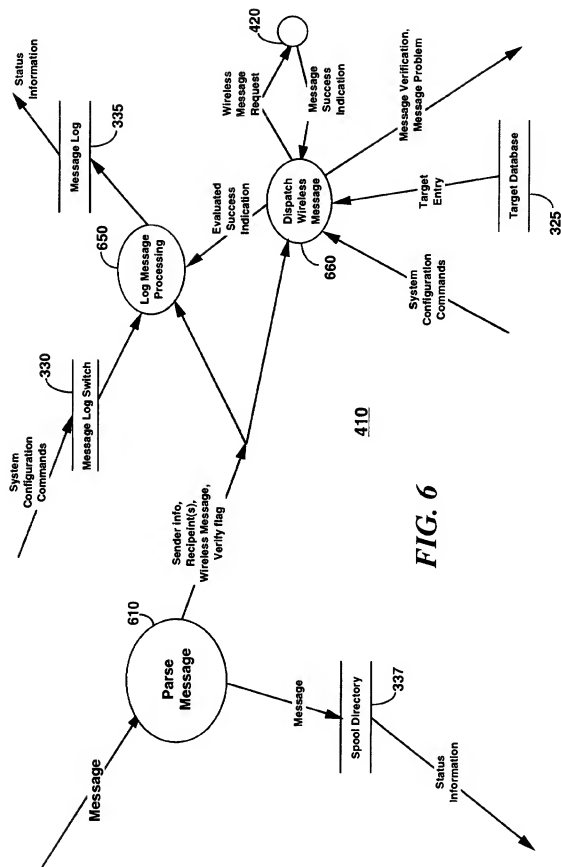 Message
610
Parse
Message
Message
Spool Directory
337
Status
Information
Sender info,
Recipeint(s),
Wireless Message,
Verify flag
System
Configuration
Commands
330
Message Log Switch
650
Log Message
Processing
Status
Information
Message Log
335
Evaluated
Success
Indication
Wireless
Message
Request
420
Message
Success
Indication
Dispatch
Wireless
Message
660
Message Verification,
Message Problem
Target
Entry
Target Database
325
System
Configuration
Commands
410
FIG. 6